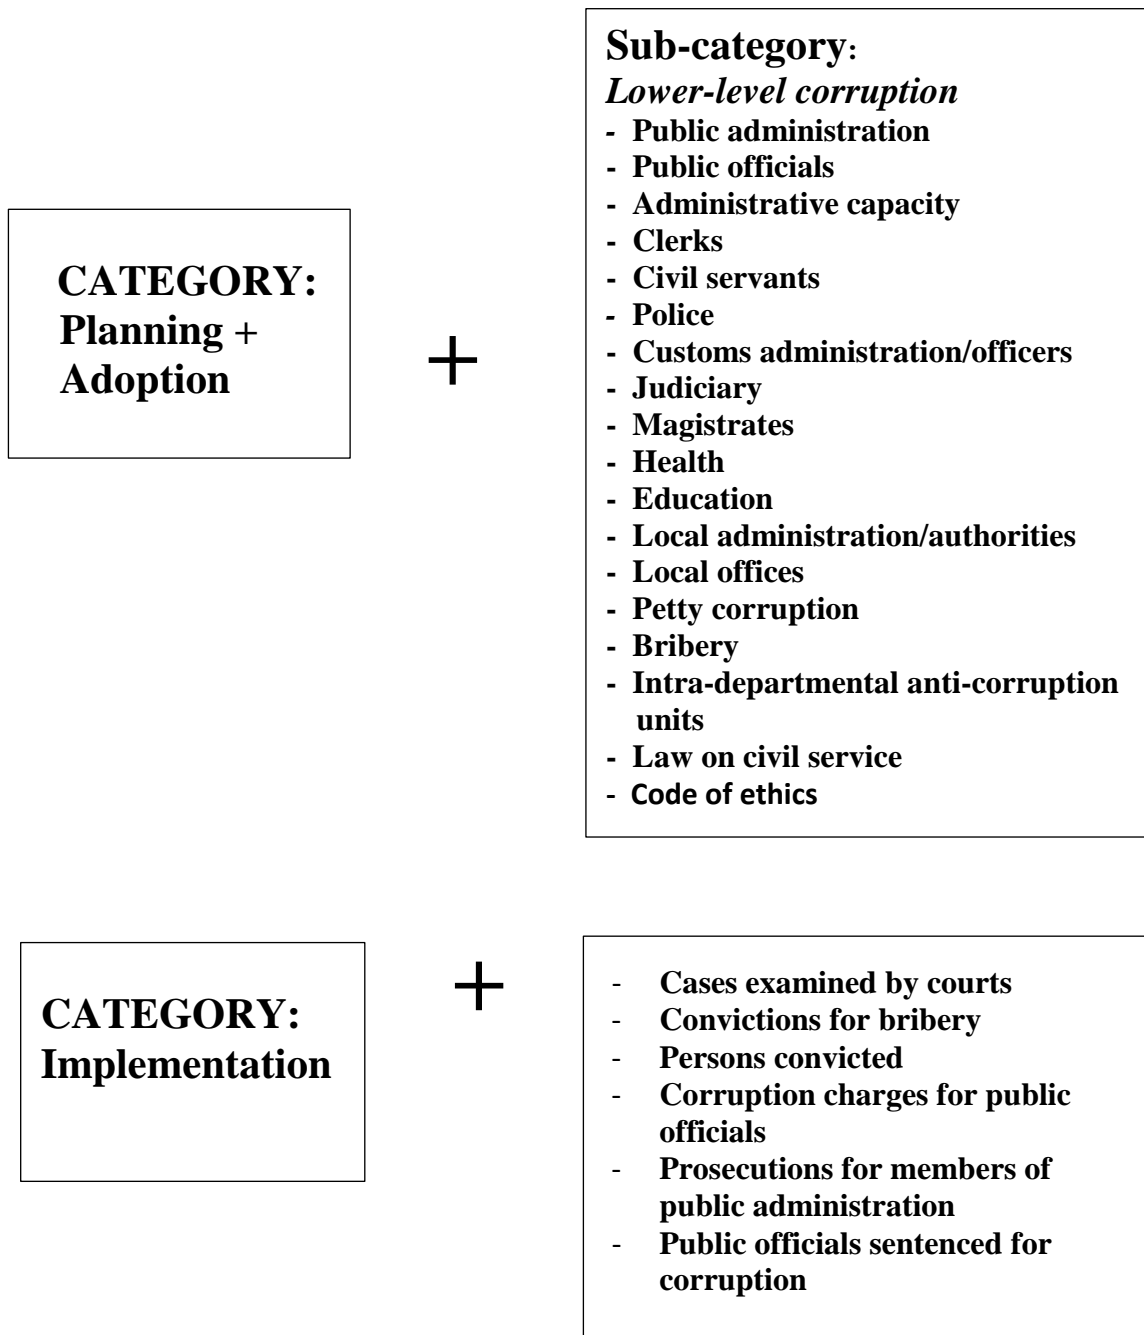 CATEGORY:
Planning +
Adoption
+
Sub-category:
Lower-level corruption
- Public administration
- Public officials
- Administrative capacity
- Clerks
- Civil servants
- Police
- Customs administration/officers
- Judiciary
- Magistrates
- Health
- Education
- Local administration/authorities
- Local offices
- Petty corruption
- Bribery
- Intra-departmental anti-corruption
units
- Law on civil service
- Code of ethics
CATEGORY:
Implementation
+
- Cases examined by courts
- Convictions for bribery
- Persons convicted
- Corruption charges for public
officials
- Prosecutions for members of
public administration
- Public officials sentenced for
corruption